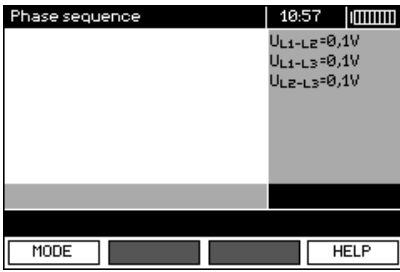 Phase sequence 10:57
UL1-L2=0,1V
UL1-L3=0,1V
UL2-L3=0,1V
MODE HELP